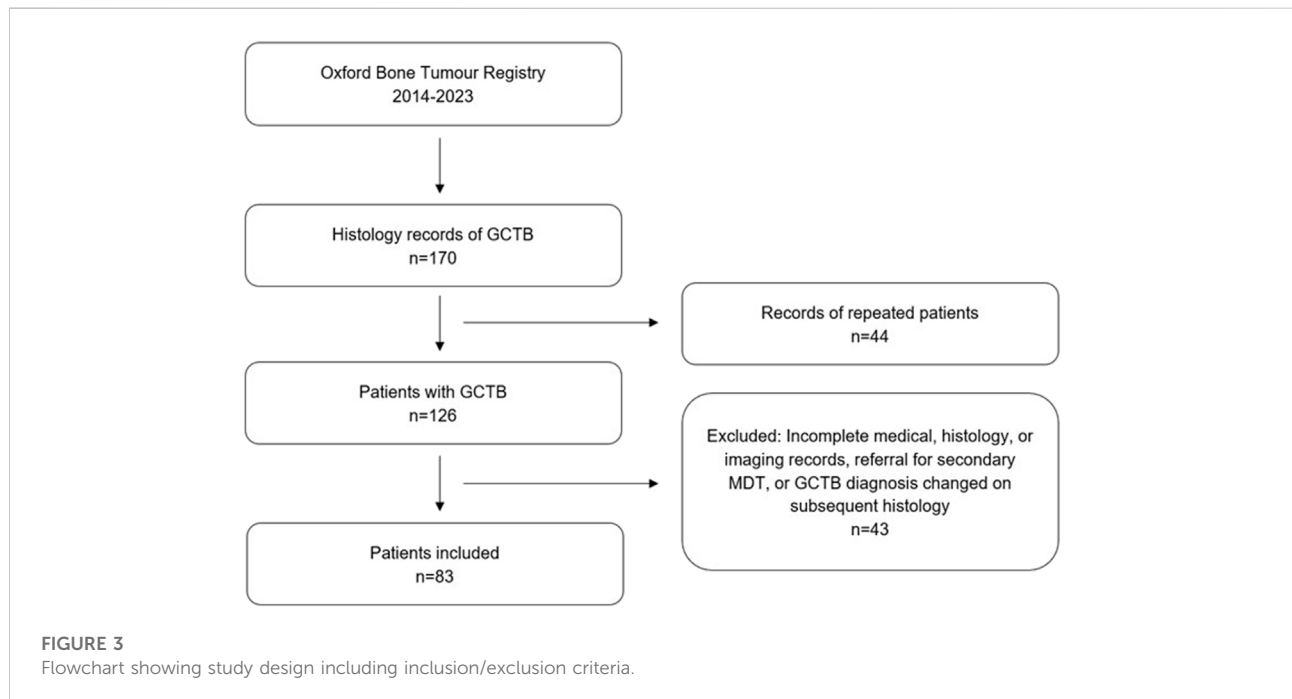 Oxford Bone Tumour Registry
2014-2023
Histology records of GCTB
n=170
Records of repeated patients
n=44
Patients with GCTB
n=126
Excluded: Incomplete medical, histology, or
imaging records, referral for secondary
MDT, or GCTB diagnosis changed on
subsequent histology
n=43
Patients included
n=83
FIGURE 3
Flowchart showing study design including inclusion/exclusion criteria.